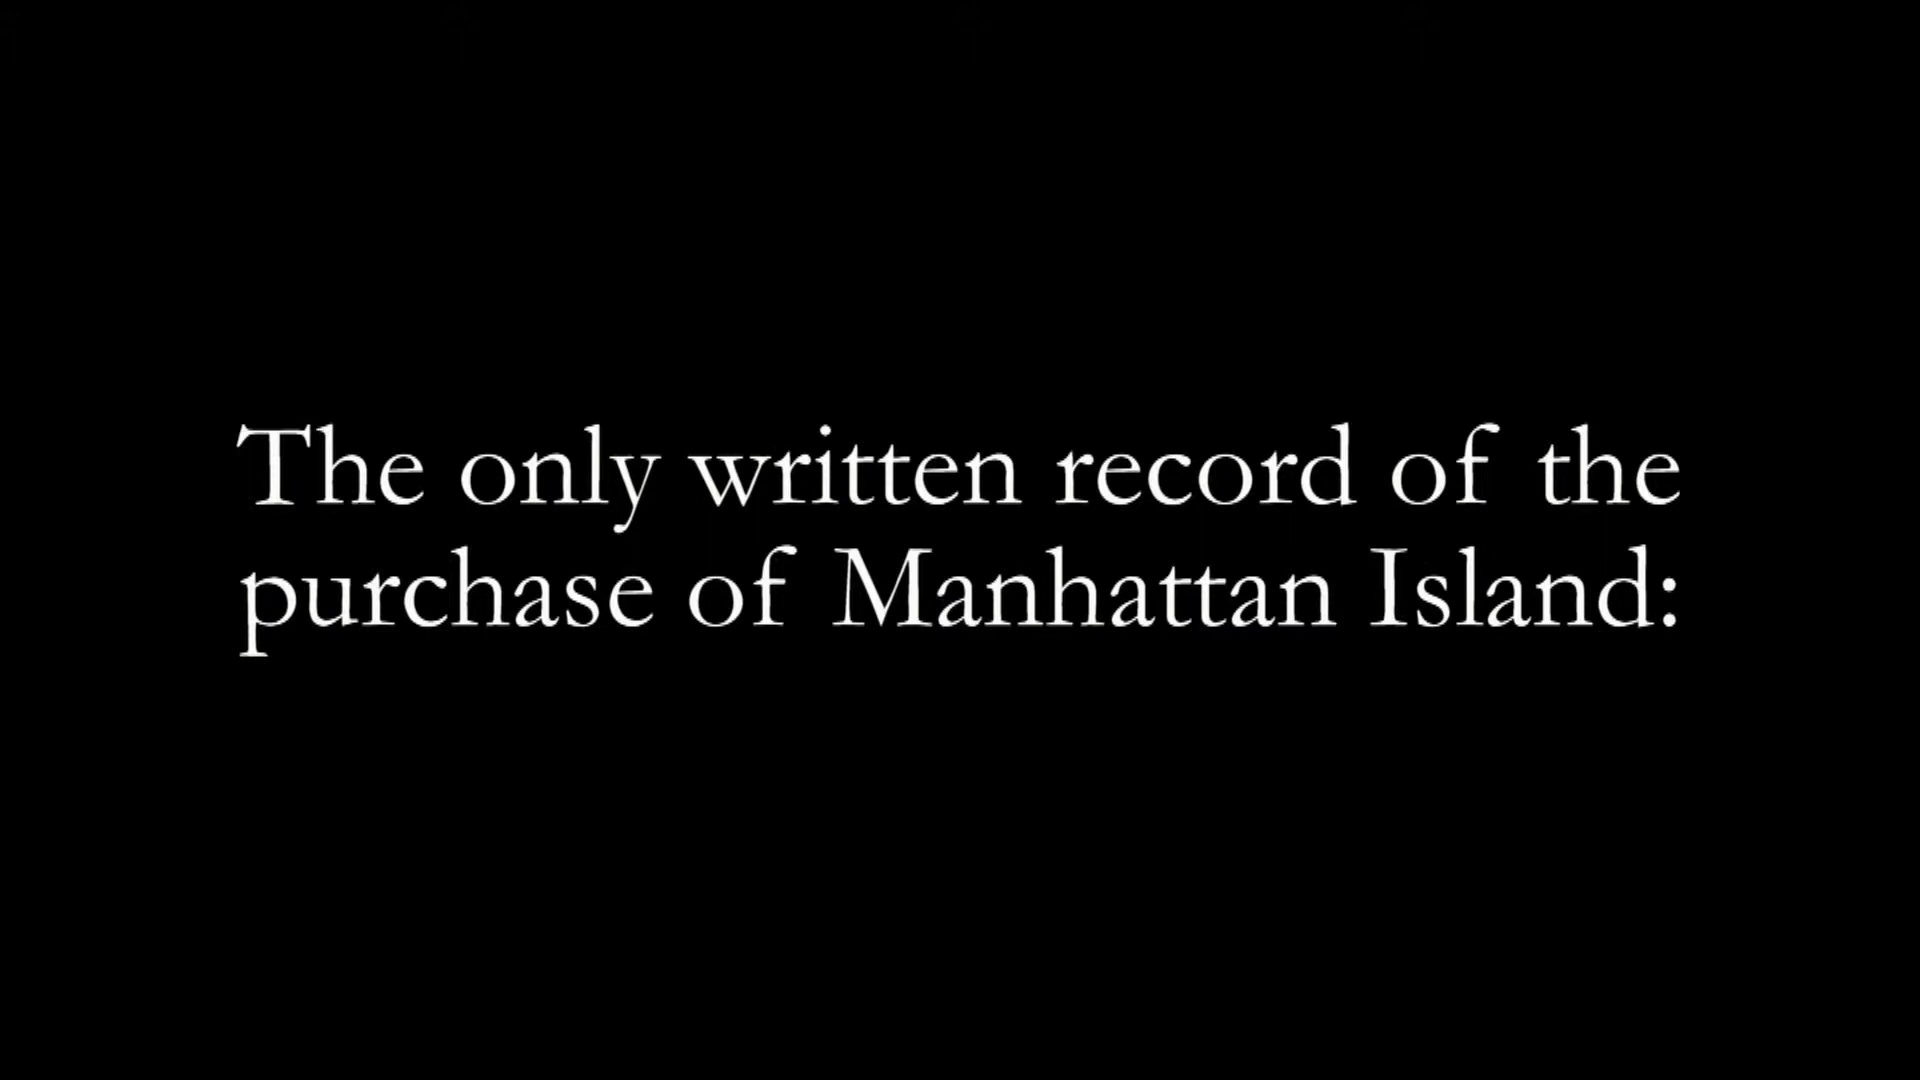 The only written record of the
purchase of Manhattan Island: